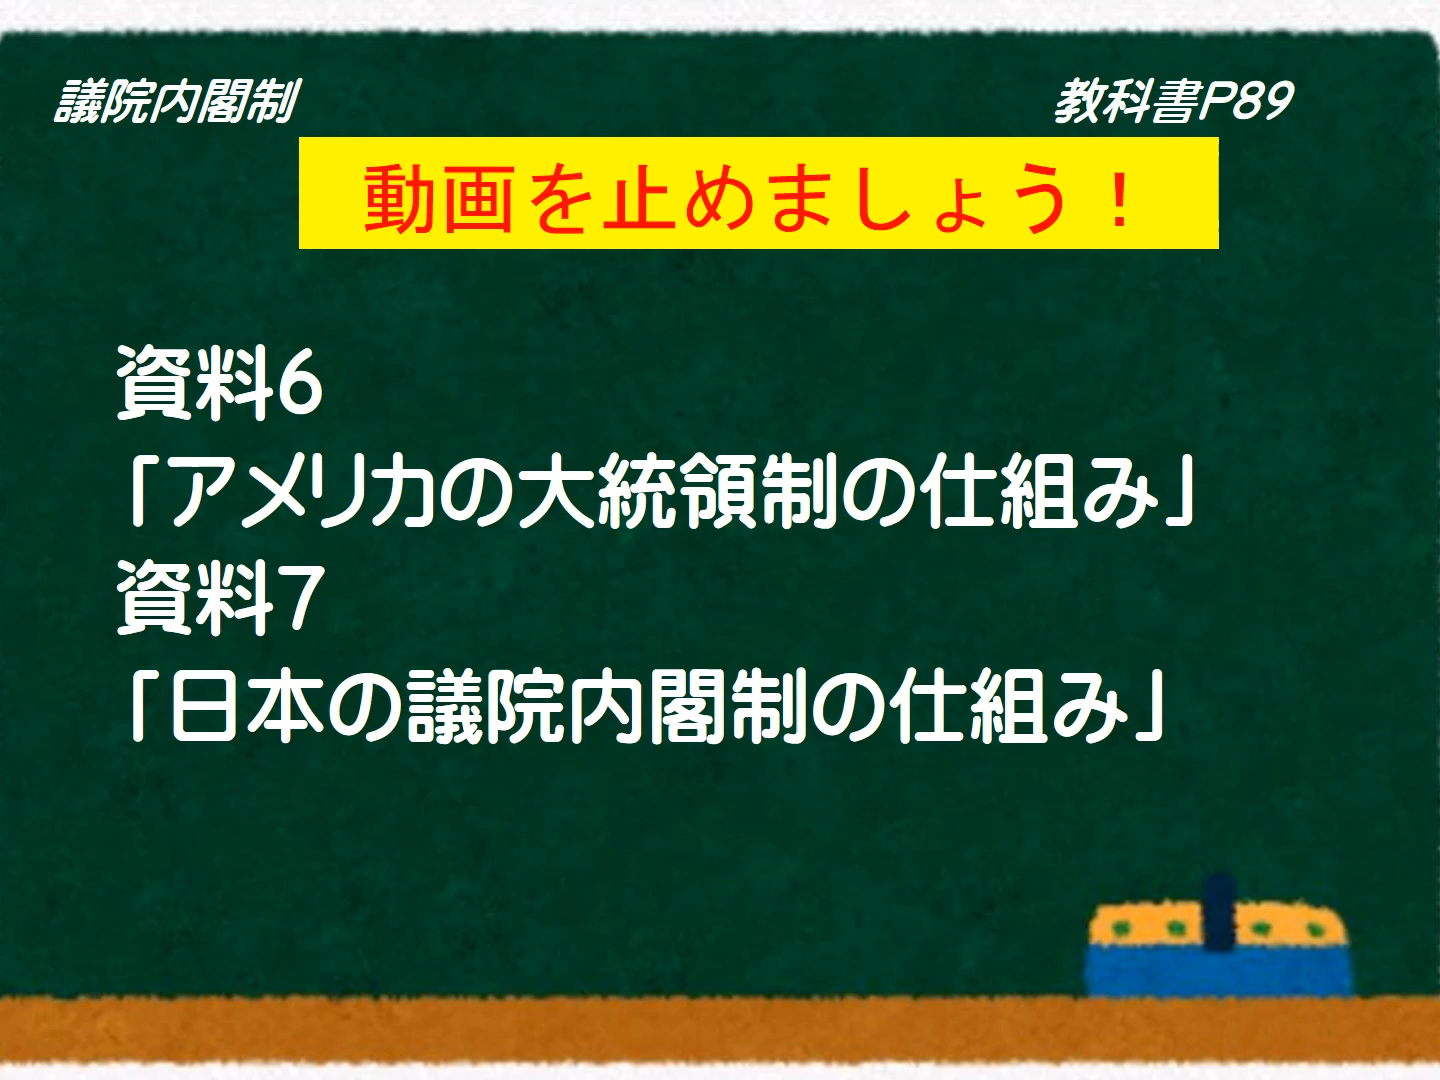 議院内閣制
教科書P89
動画を止めましょう！
資料6
「アメリカの大統領制の仕組み」
資料7
「日本の議院内閣制の仕組み」